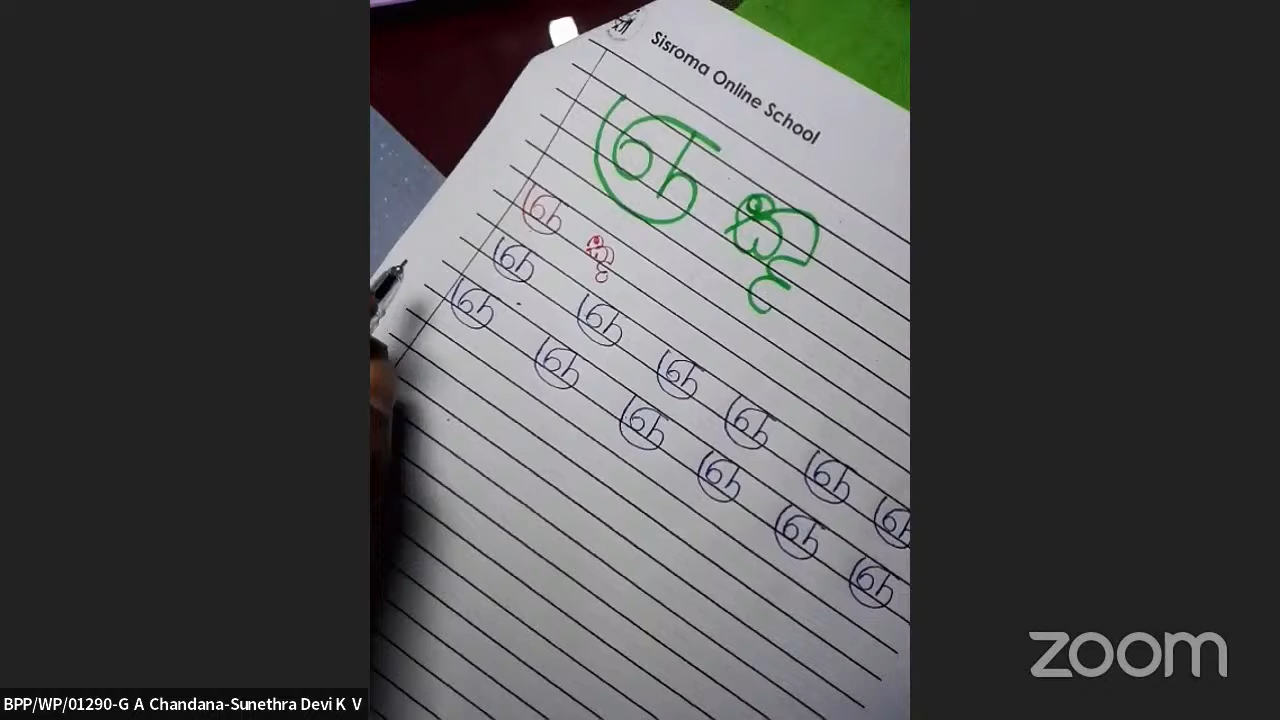 Sisroma Online School
ஞ ඤ
ஞ ඤ
ஞ ஞ ஞ ஞ ஞ ஞ
ஞ ஞ ஞ ஞ ஞ ஞ
zoom
BPP/WP/01290-G A Chandana-Sunethra Devi K V